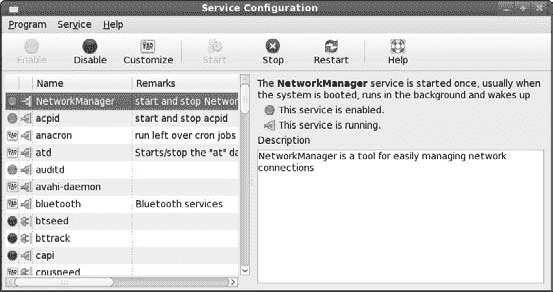 Service Configuration
Program Service Help
Enable Disable Customize Start Stop Restart Help
Name Remarks
NetworkManager start and stop Networ
acpid start and stop acpid
anacron run left over cron jobs
atd Starts/stop the "at" da
auditd
avahi-daemon
bluetooth Bluetooth services
btseed
bttrack
capi
cpuspeed
The NetworkManager service is started once, usually when
the system is booted, runs in the background and wakes up
This service is enabled.
This service is running.
Description
NetworkManager is a tool for easily managing network
connections